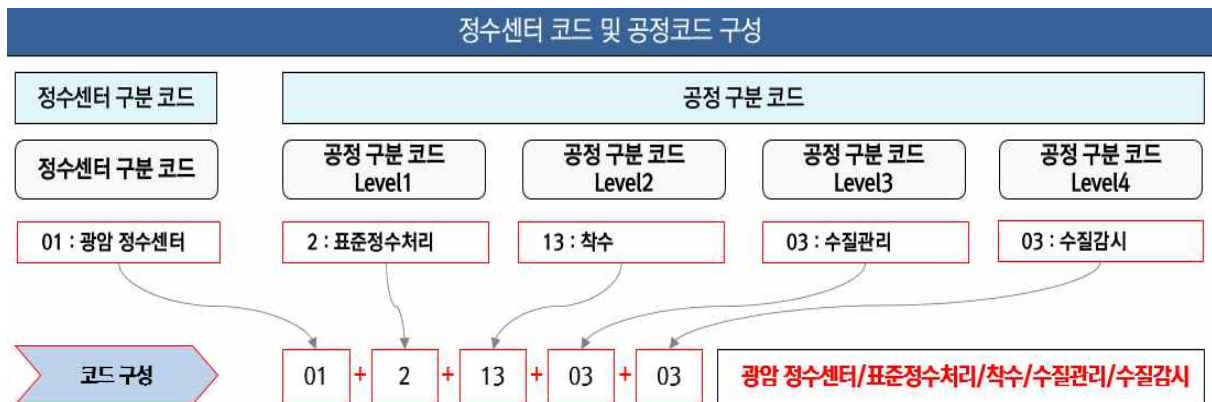 정수센터 코드 및 공정코드 구성
정수센터 구분 코드
공정 구분 코드
정수센터 구분 코드
공정 구분 코드
Level1
공정 구분 코드
Level2
공정 구분 코드
Level3
공정 구분 코드
Level4
01 : 광암 정수센터
2 : 표준정수처리
13 : 착수
03 : 수질관리
03 : 수질감시
코드 구성
01 + 2 + 13 + 03 + 03
광암 정수센터/표준정수처리/착수/수질관리/수질감시